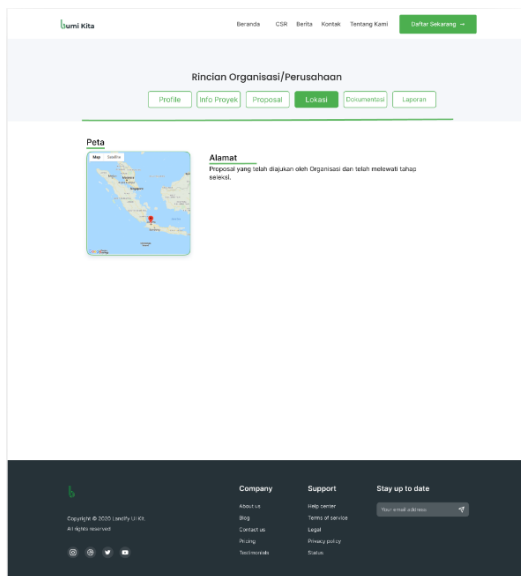 bumi Kita
Beranda CSR Berita Kontak Tentang Kami Daftar Sekarang →
Rincian Organisasi/Perusahaan
Profile Info Proyek Proposal Lokasi Dokumentasi Laporan
Peta
Map Satellite
Alamat
Proposal yang telah diajukan oleh Organisasi dan telah melewati tahap
seleksi.
Company Support Stay up to date
About us Help center
Your email address
Blog Terms of service
Copyright © 2020 Landify UI Kit.
Contact us Legal
All rights reserved
Pricing Privacy policy
Testimonials Status